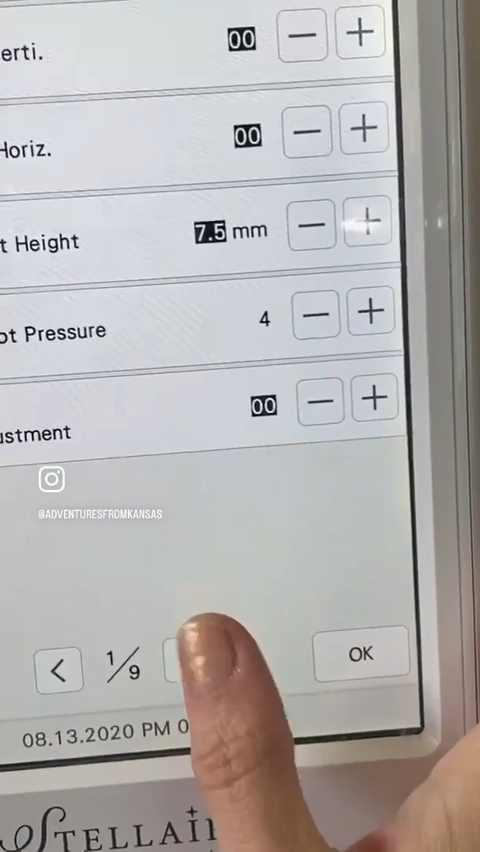 erti. 00 − +
Horiz. 00 − +
t Height 7.5 mm − +
ot Pressure 4 − +
ustment 00 − +
@ADVENTURESFROMKANSAS
< 1/9 OK
08.13.2020 PM 0
STELLAI